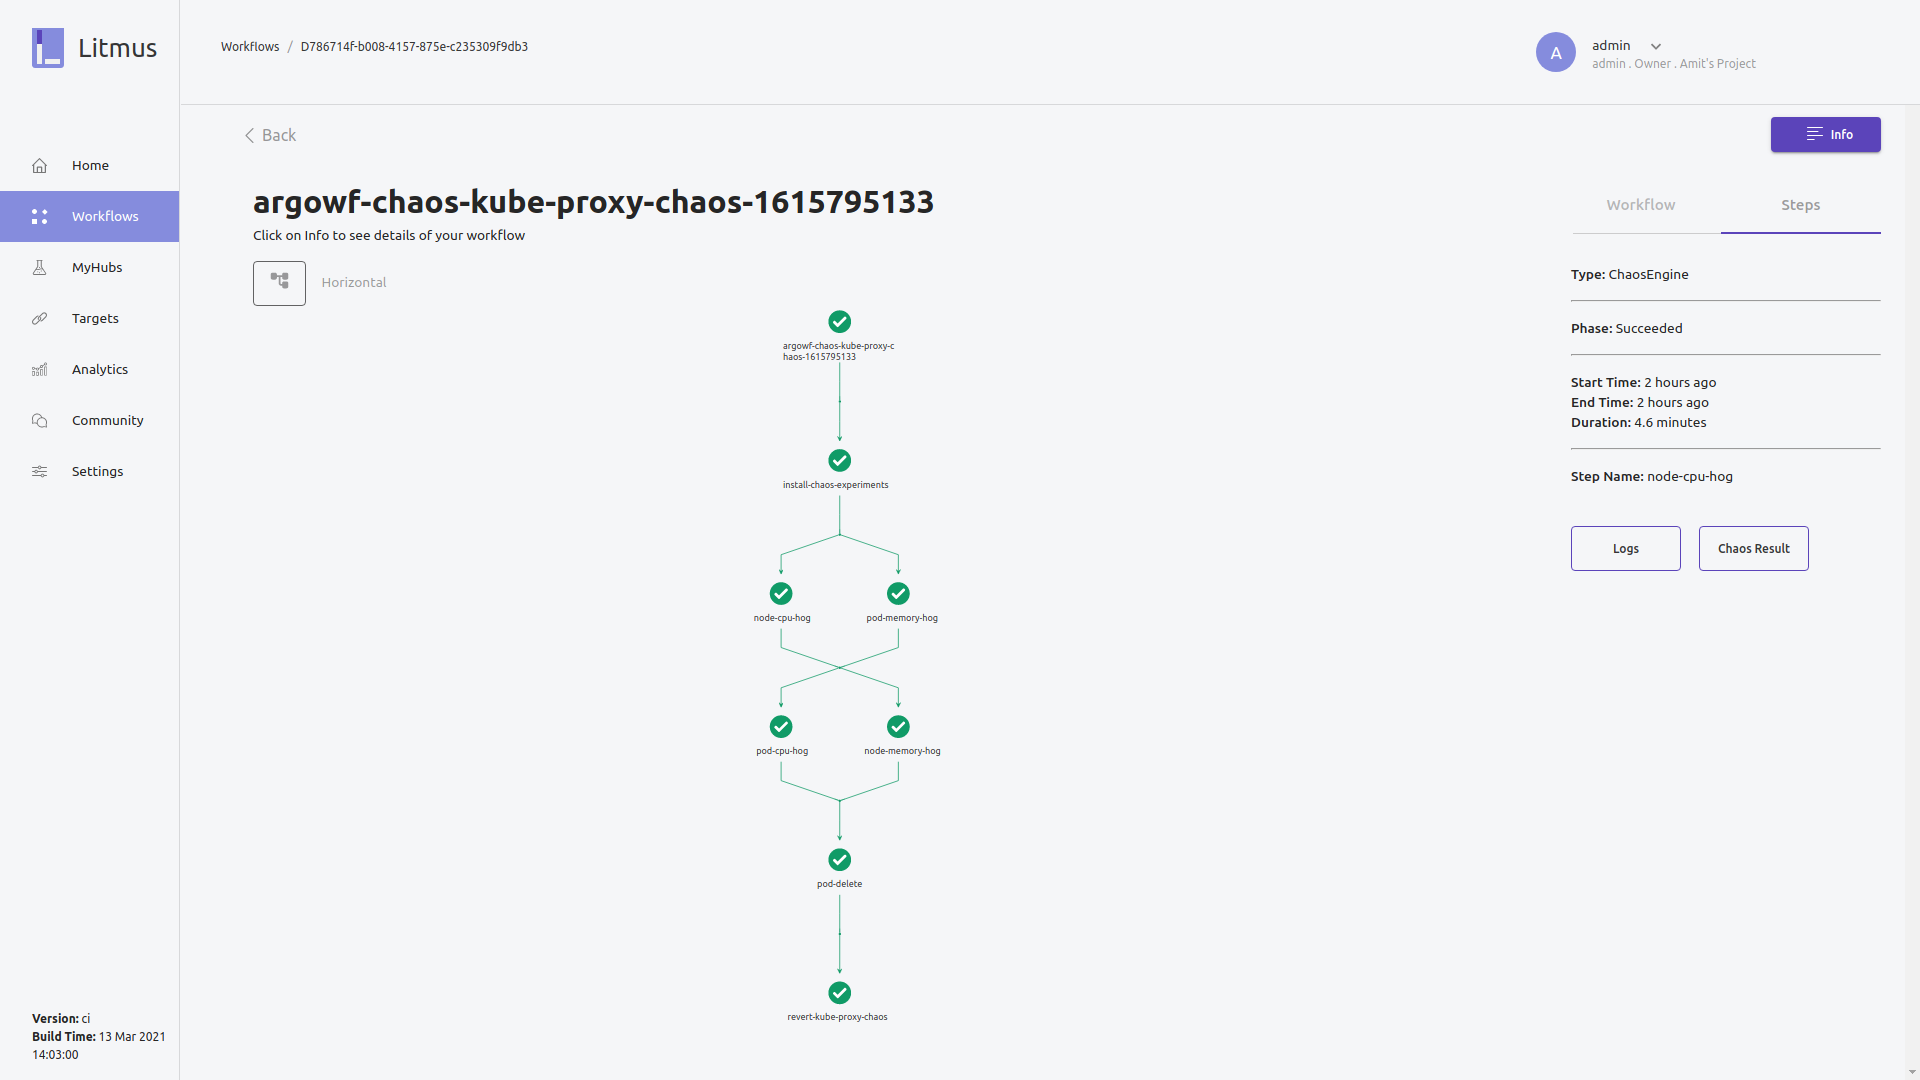 Litmus
Workflows / D786714f-b008-4157-875e-c235309f9db3
A
admin
admin . Owner . Amit's Project
Home
Workflows
MyHubs
Targets
Analytics
Community
Settings
Version: ci
Build Time: 13 Mar 2021
14:03:00
Back
Info
argowf-chaos-kube-proxy-chaos-1615795133
Click on Info to see details of your workflow
Horizontal
argowf-chaos-kube-proxy-c
haos-1615795133
install-chaos-experiments
node-cpu-hog
pod-memory-hog
pod-cpu-hog
node-memory-hog
pod-delete
revert-kube-proxy-chaos
Workflow
Steps
Type: ChaosEngine
Phase: Succeeded
Start Time: 2 hours ago
End Time: 2 hours ago
Duration: 4.6 minutes
Step Name: node-cpu-hog
Logs
Chaos Result